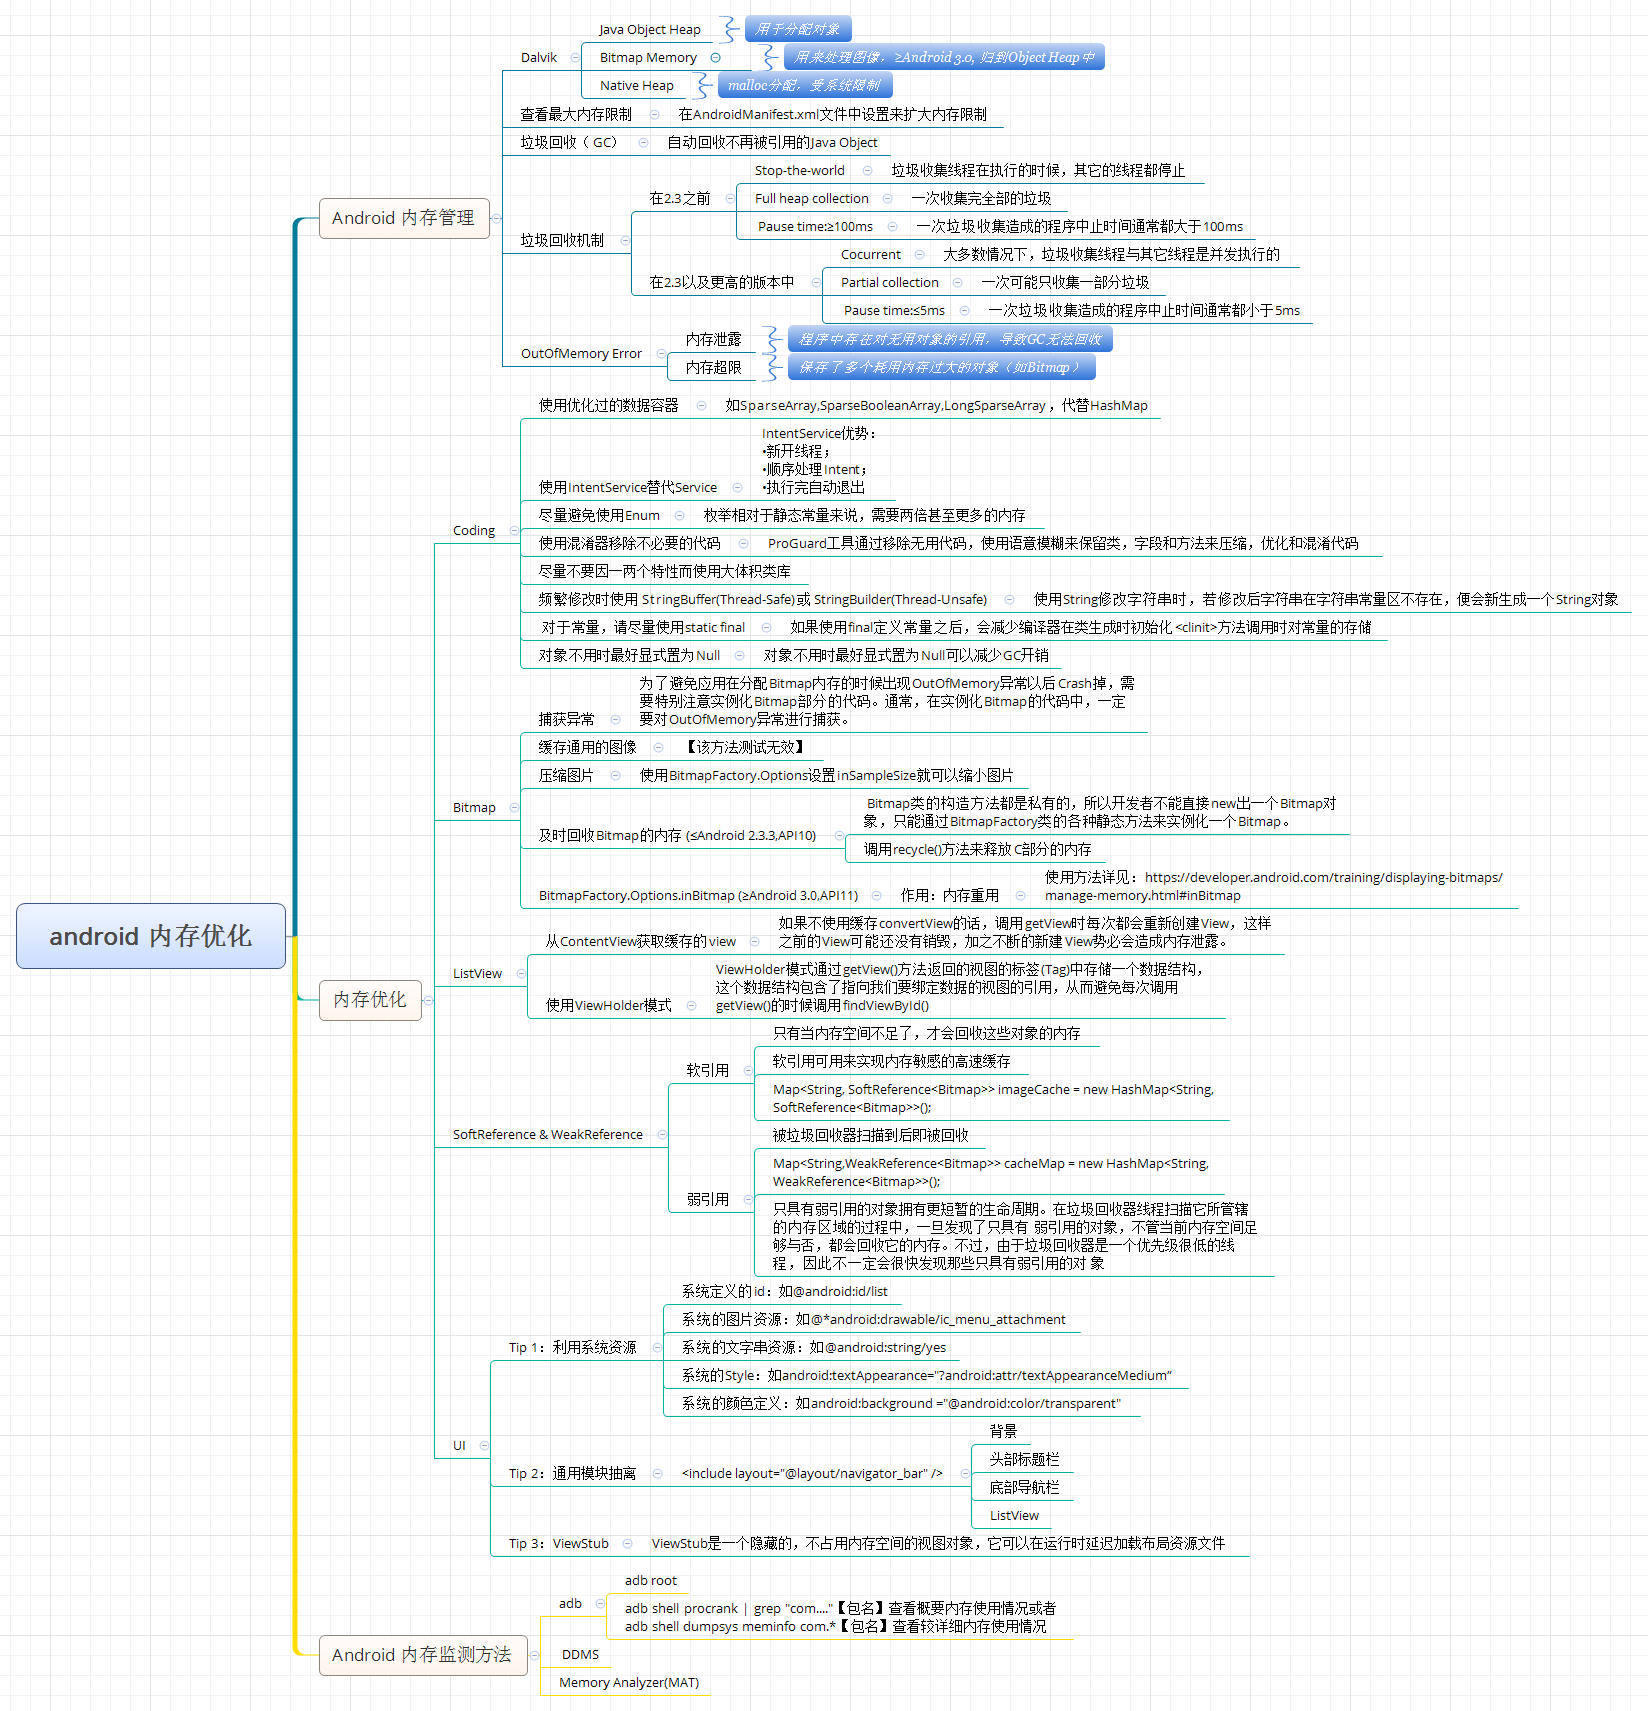 android 内存优化
Android 内存管理
Dalvik
Java Object Heap
用于分配对象
Bitmap Memory
用来处理图像，≥Android 3.0, 归到Object Heap中
Native Heap
malloc分配，受系统限制
查看最大内存限制
在AndroidManifest.xml文件中设置来扩大内存限制
垃圾回收（ GC）
自动回收不再被引用的Java Object
垃圾回收机制
在2.3之前
Stop-the-world
垃圾收集线程在执行的时候，其它的线程都停止
Full heap collection
一次收集完全部的垃圾
Pause time:≥100ms
一次垃圾收集造成的程序中止时间通常都大于100ms
在2.3以及更高的版本中
Cocurrent
大多数情况下，垃圾收集线程与其它线程是并发执行的
Partial collection
一次可能只收集一部分垃圾
Pause time:≤5ms
一次垃圾收集造成的程序中止时间通常都小于5ms
OutOfMemory Error
内存泄露
程序中存在对无用对象的引用，导致GC无法回收
内存超限
保存了多个耗用内存过大的对象（如Bitmap）
内存优化
Coding
使用优化过的数据容器
如SparseArray,SparseBooleanArray,LongSparseArray，代替HashMap
使用IntentService替代Service
IntentService优势：
•新开线程；
•顺序处理Intent；
•执行完自动退出
尽量避免使用Enum
枚举相对于静态常量来说，需要两倍甚至更多的内存
使用混淆器移除不必要的代码
ProGuard工具通过移除无用代码，使用语意模糊来保留类，字段和方法来压缩，优化和混淆代码
尽量不要因一两个特性而使用大体积类库
频繁修改时使用 StringBuffer(Thread-Safe)或 StringBuilder(Thread-Unsafe)
使用String修改字符串时，若修改后字符串在字符串常量区不存在，便会新生成一个String对象
对于常量，请尽量使用static final
如果使用final定义常量之后，会减少编译器在类生成时初始化 <clinit>方法调用时对常量的存储
对象不用时最好显式置为Null
对象不用时最好显式置为Null可以减少GC开销
Bitmap
捕获异常
为了避免应用在分配Bitmap内存的时候出现OutOfMemory异常以后Crash掉，需
要特别注意实例化Bitmap部分的代码。通常，在实例化Bitmap的代码中，一定
要对OutOfMemory异常进行捕获。
缓存通用的图像
【该方法测试无效】
压缩图片
使用BitmapFactory.Options设置inSampleSize就可以缩小图片
及时回收Bitmap的内存 (≤Android 2.3.3,API10)
Bitmap类的构造方法都是私有的，所以开发者不能直接new出一个Bitmap对
象，只能通过BitmapFactory类的各种静态方法来实例化一个Bitmap。
调用recycle()方法来释放C部分的内存
BitmapFactory.Options.inBitmap (≥Android 3.0,API11)
作用：内存重用
使用方法详见：https://developer.android.com/training/displaying-bitmaps/
manage-memory.html#inBitmap
ListView
从ContentView获取缓存的view
如果不使用缓存convertView的话，调用getView时每次都会重新创建View，这样
之前的View可能还没有销毁，加之不断的新建View势必会造成内存泄露。
使用ViewHolder模式
ViewHolder模式通过getView()方法返回的视图的标签(Tag)中存储一个数据结构，
这个数据结构包含了指向我们要绑定数据的视图的引用，从而避免每次调用
getView()的时候调用findViewById()
SoftReference & WeakReference
软引用
只有当内存空间不足了，才会回收这些对象的内存
软引用可用来实现内存敏感的高速缓存
Map<String, SoftReference<Bitmap>> imageCache = new HashMap<String,
SoftReference<Bitmap>>();
弱引用
被垃圾回收器扫描到后即被回收
Map<String,WeakReference<Bitmap>> cacheMap = new HashMap<String,
WeakReference<Bitmap>>();
只具有弱引用的对象拥有更短暂的生命周期。在垃圾回收器线程扫描它所管辖
的内存区域的过程中，一旦发现了只具有 弱引用的对象，不管当前内存空间足
够与否，都会回收它的内存。不过，由于垃圾回收器是一个优先级很低的线
程，因此不一定会很快发现那些只具有弱引用的对 象
UI
Tip 1：利用系统资源
系统定义的id：如@android:id/list
系统的图片资源：如@*android:drawable/ic_menu_attachment
系统的文字串资源：如@android:string/yes
系统的Style：如android:textAppearance="?android:attr/textAppearanceMedium“
系统的颜色定义：如android:background ="@android:color/transparent"
Tip 2：通用模块抽离
<include layout="@layout/navigator_bar" />
背景
头部标题栏
底部导航栏
ListView
Tip 3：ViewStub
ViewStub是一个隐藏的，不占用内存空间的视图对象，它可以在运行时延迟加载布局资源文件
Android 内存监测方法
adb
adb root
adb shell procrank | grep "com...."【包名】查看概要内存使用情况或者
adb shell dumpsys meminfo com.*【包名】查看较详细内存使用情况
DDMS
Memory Analyzer(MAT)